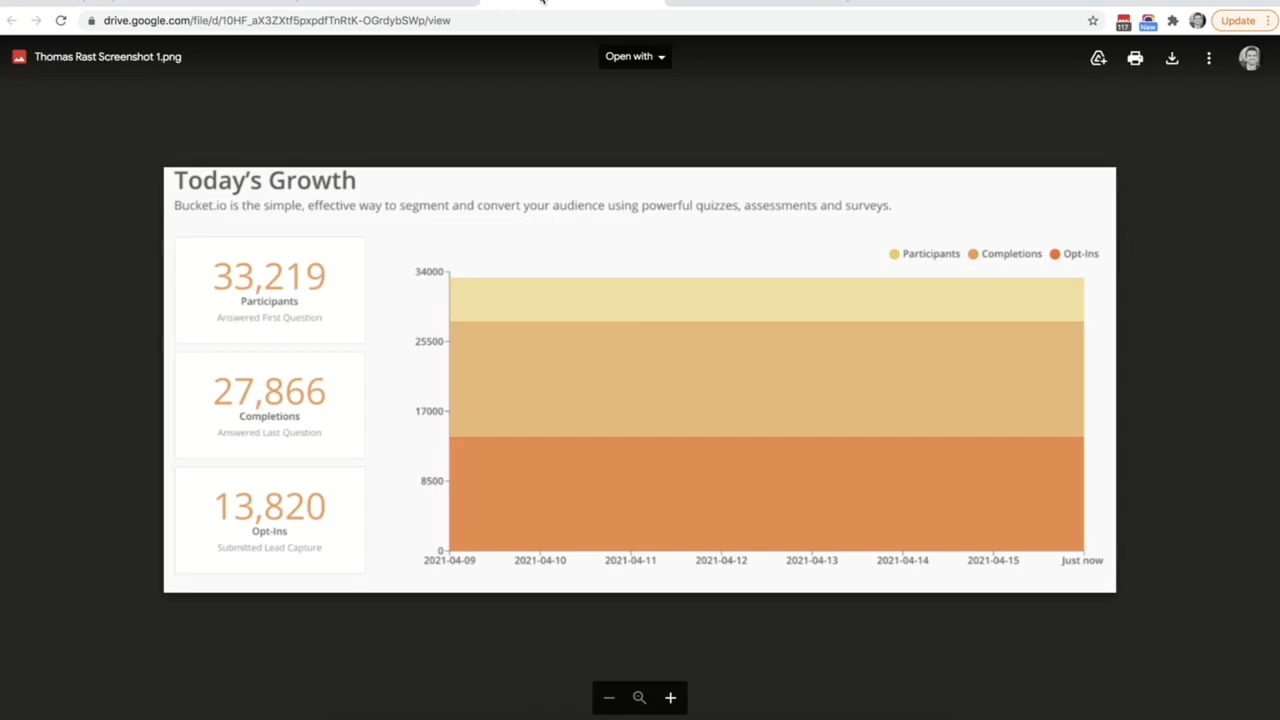 drive.google.com/file/d/10HF_aX3ZXtf5pxpdfTnRtK-OGrdybSWp/view
117
New
Update
Thomas Rast Screenshot 1.png
Open with
Today's Growth
Bucket.io is the simple, effective way to segment and convert your audience using powerful quizzes, assessments and surveys.
33,219
Participants
Answered First Question
27,866
Completions
Answered Last Question
13,820
Opt-Ins
Submitted Lead Capture
Participants Completions Opt-Ins
34000
25500
17000
8500
0
2021-04-09 2021-04-10 2021-04-11 2021-04-12 2021-04-13 2021-04-14 2021-04-15 Just now